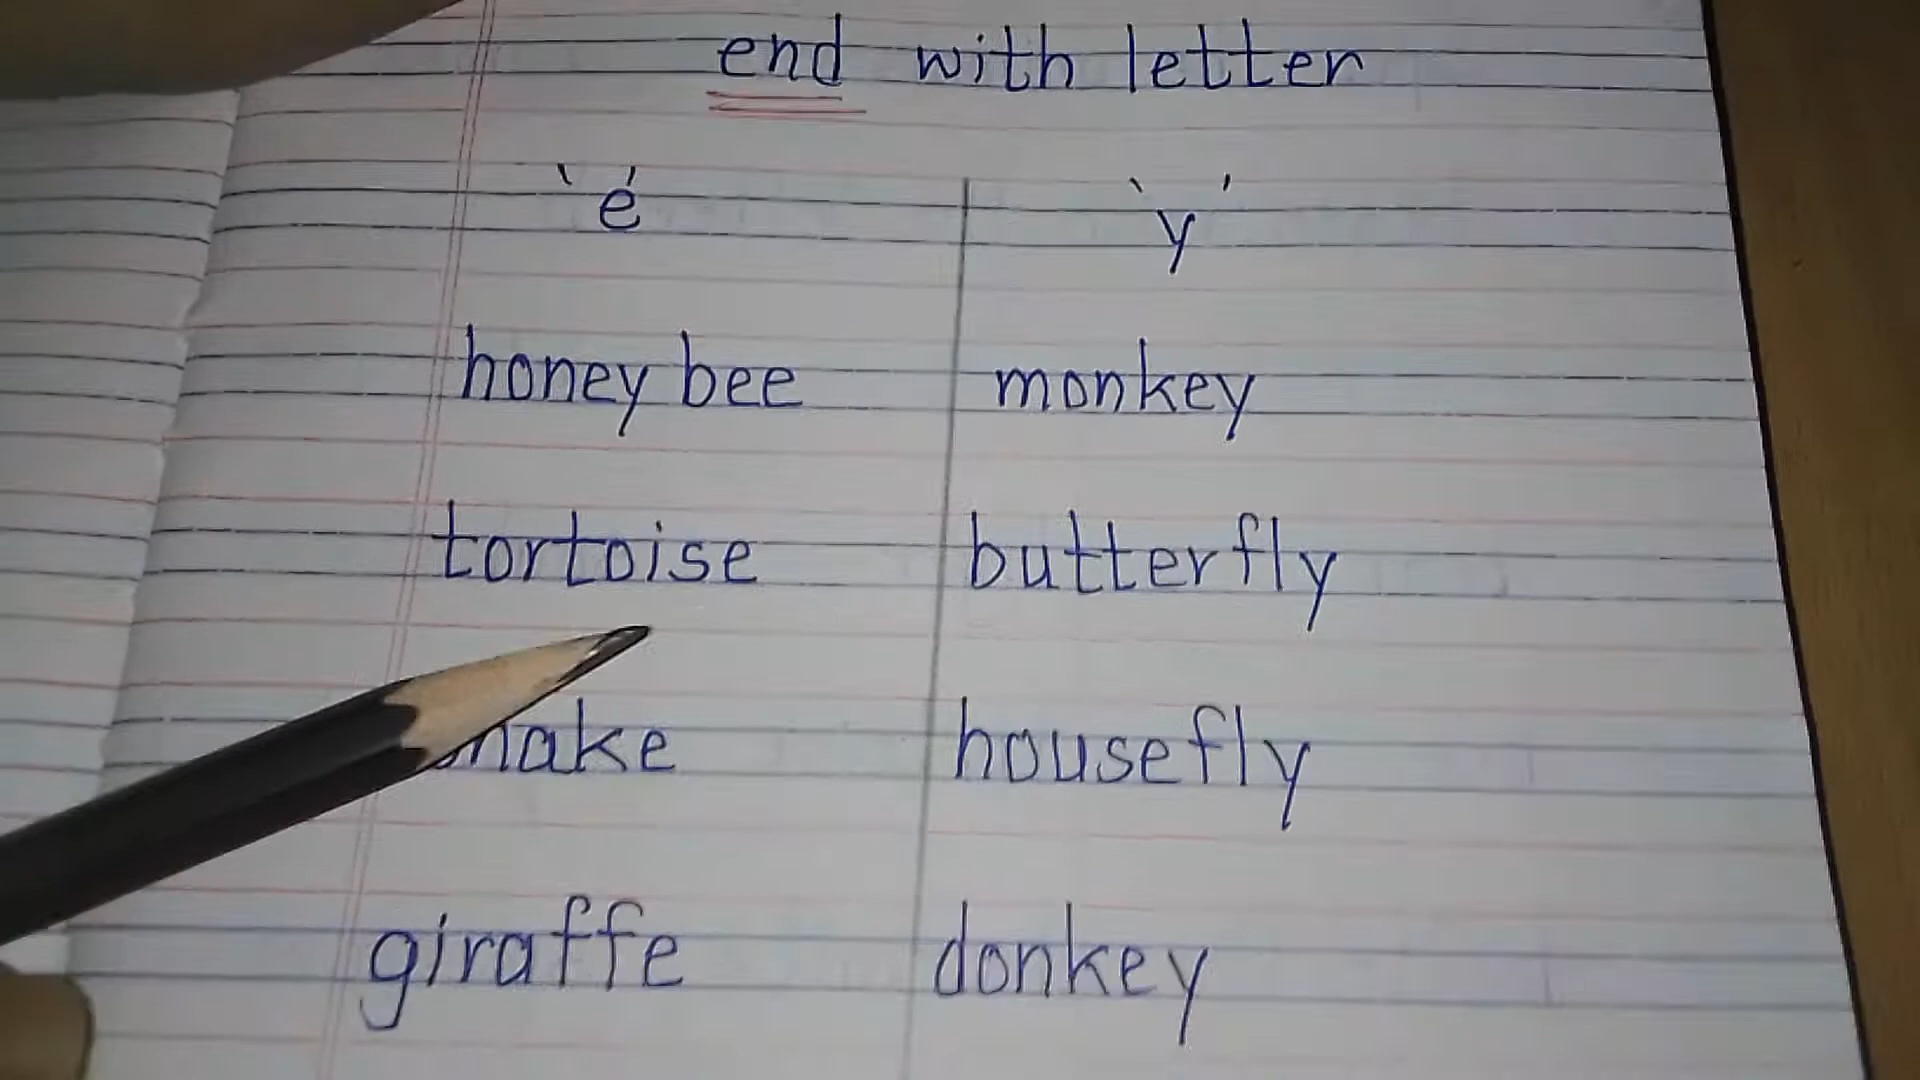 end with letter
'e' 'y'
honey bee monkey
tortoise butterfly
housefly
giraffe donkey